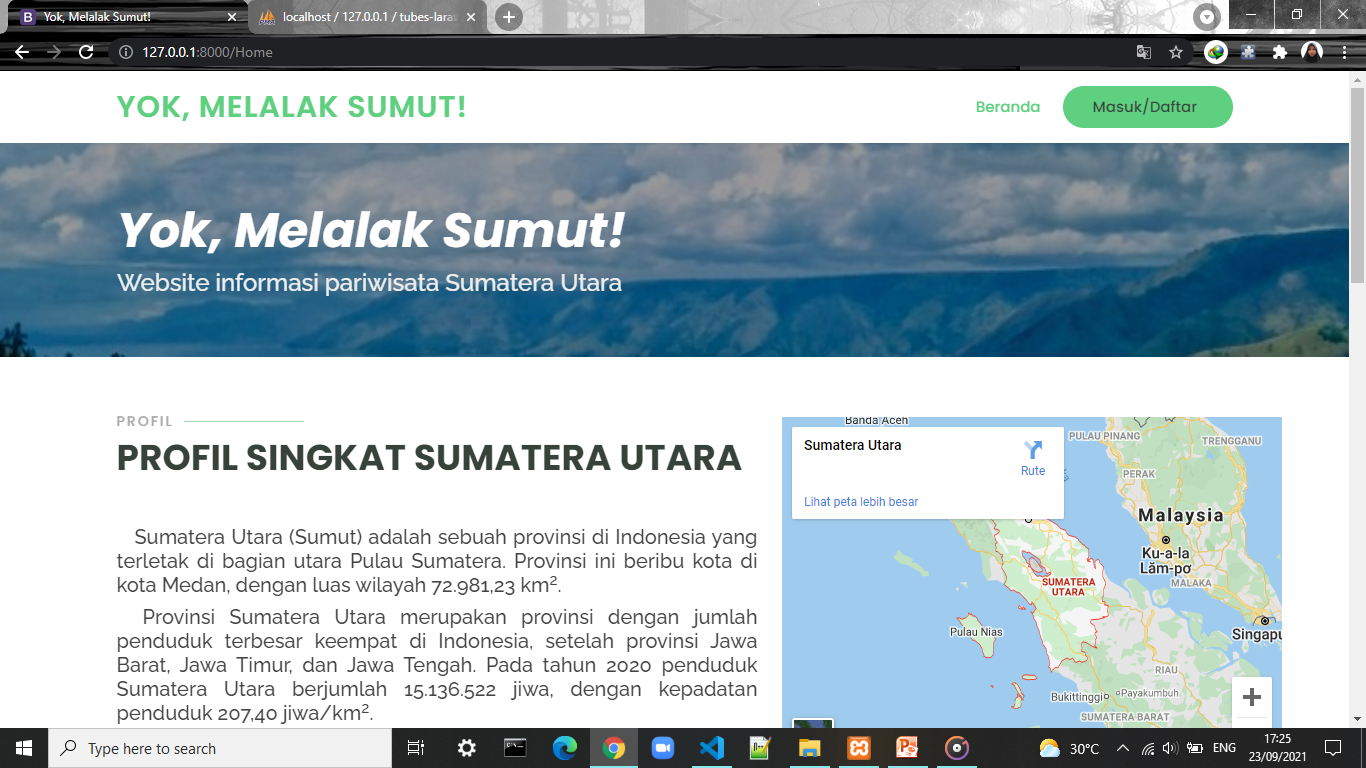 Yok, Melalak Sumut!
localhost / 127.0.0.1 / tubes-lara
127.0.0.1:8000/Home
YOK, MELALAK SUMUT!
Beranda
Masuk/Daftar
Yok, Melalak Sumut!
Website informasi pariwisata Sumatera Utara
PROFIL
PROFIL SINGKAT SUMATERA UTARA
Sumatera Utara (Sumut) adalah sebuah provinsi di Indonesia yang
terletak di bagian utara Pulau Sumatera. Provinsi ini beribu kota di
kota Medan, dengan luas wilayah 72.981,23 km².
Provinsi Sumatera Utara merupakan provinsi dengan jumlah
penduduk terbesar keempat di Indonesia, setelah provinsi Jawa
Barat, Jawa Timur, dan Jawa Tengah. Pada tahun 2020 penduduk
Sumatera Utara berjumlah 15.136.522 jiwa, dengan kepadatan
penduduk 207,40 jiwa/km².
Banda Aceh
Sumatera Utara
Rute
Lihat peta lebih besar
PULAU PINANG
TRENGGANU
PERAK
Malaysia
Ku-a-la
Lăm-pơ
MALAKA
SUMATERA
UTARA
Pulau Nias
Singapu
RIAU
Bukittinggi
Payakumbuh
SUMATERA BARAT
Type here to search
30°C
ENG
17:25
23/09/2021